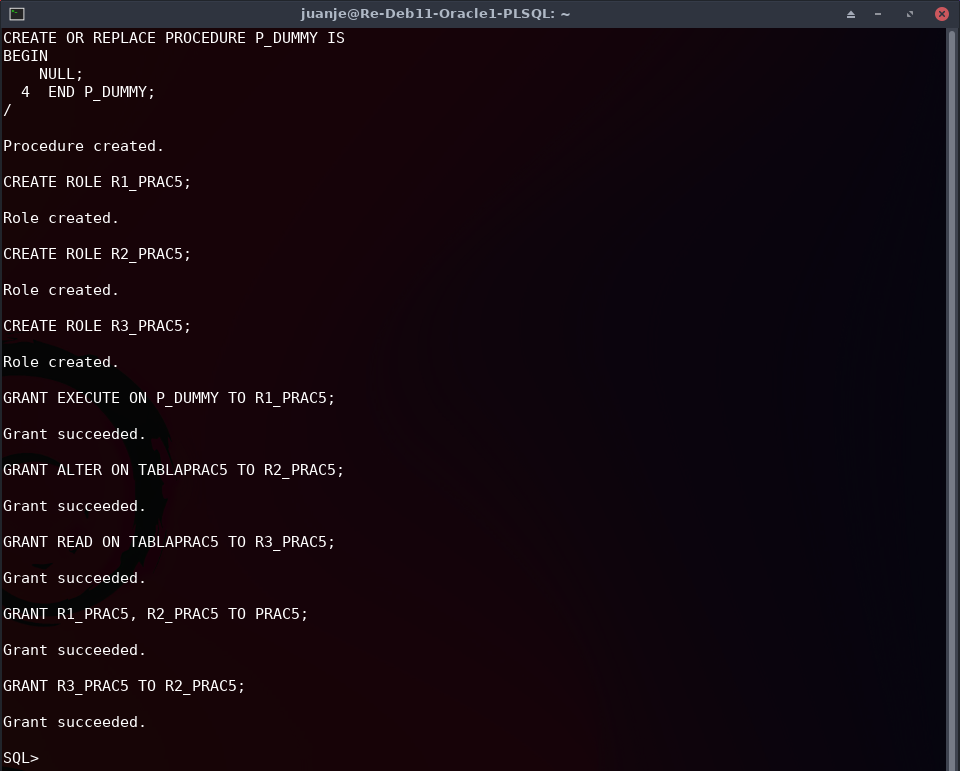 juanje@Re-Deb11-Oracle1-PLSQL: ~
CREATE OR REPLACE PROCEDURE P_DUMMY IS
BEGIN
    NULL;
  4  END P_DUMMY;
/
Procedure created.
CREATE ROLE R1_PRAC5;
Role created.
CREATE ROLE R2_PRAC5;
Role created.
CREATE ROLE R3_PRAC5;
Role created.
GRANT EXECUTE ON P_DUMMY TO R1_PRAC5;
Grant succeeded.
GRANT ALTER ON TABLAPRAC5 TO R2_PRAC5;
Grant succeeded.
GRANT READ ON TABLAPRAC5 TO R3_PRAC5;
Grant succeeded.
GRANT R1_PRAC5, R2_PRAC5 TO PRAC5;
Grant succeeded.
GRANT R3_PRAC5 TO R2_PRAC5;
Grant succeeded.
SQL>